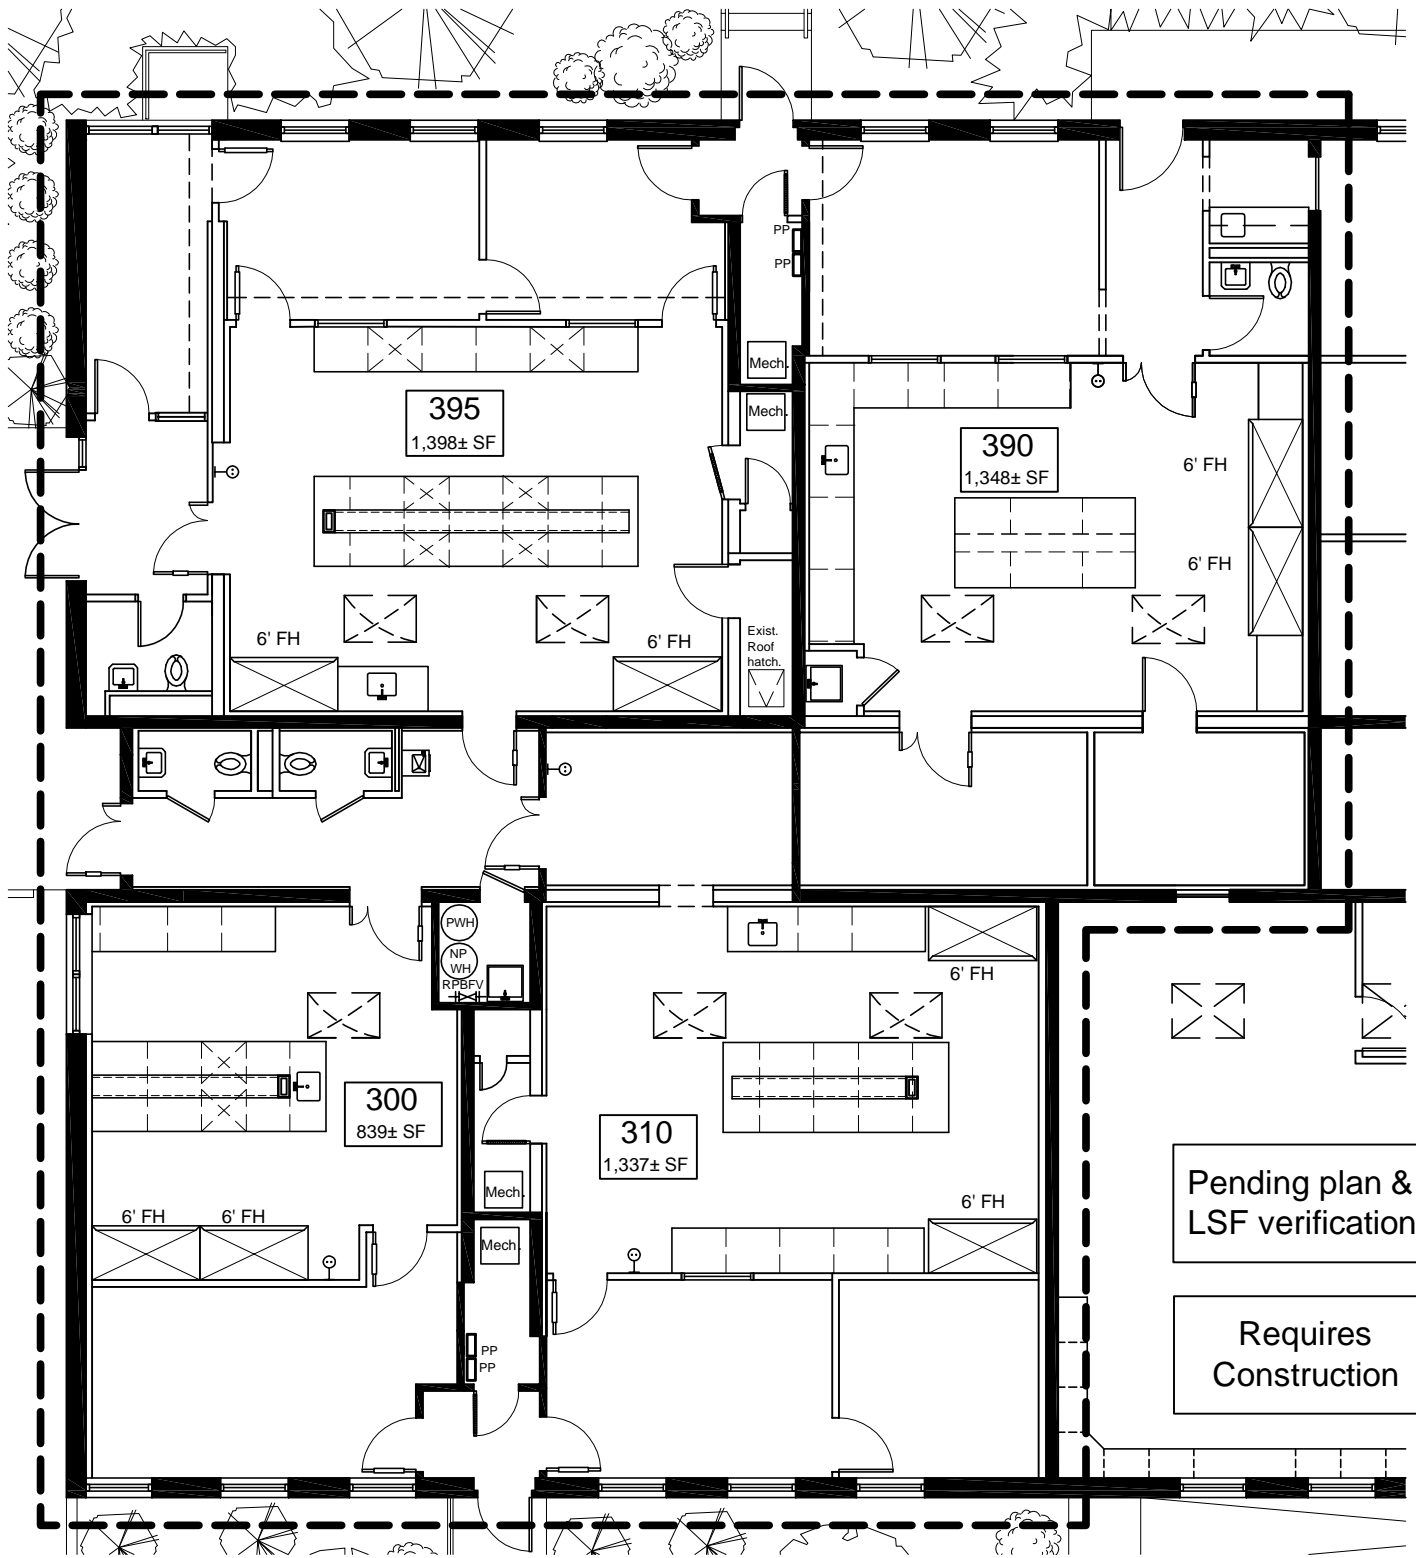 PP
PP
Mech.
Mech.
395
1,398± SF
390
1,348± SF
6' FH
6' FH
6' FH
6' FH
Exist.
Roof
hatch.
PWH
NP
WH
RPBFV
6' FH
300
839± SF
310
1,337± SF
Pending plan &
LSF verification
Mech.
6' FH
6' FH
6' FH
Mech.
Requires
Construction
PP
PP